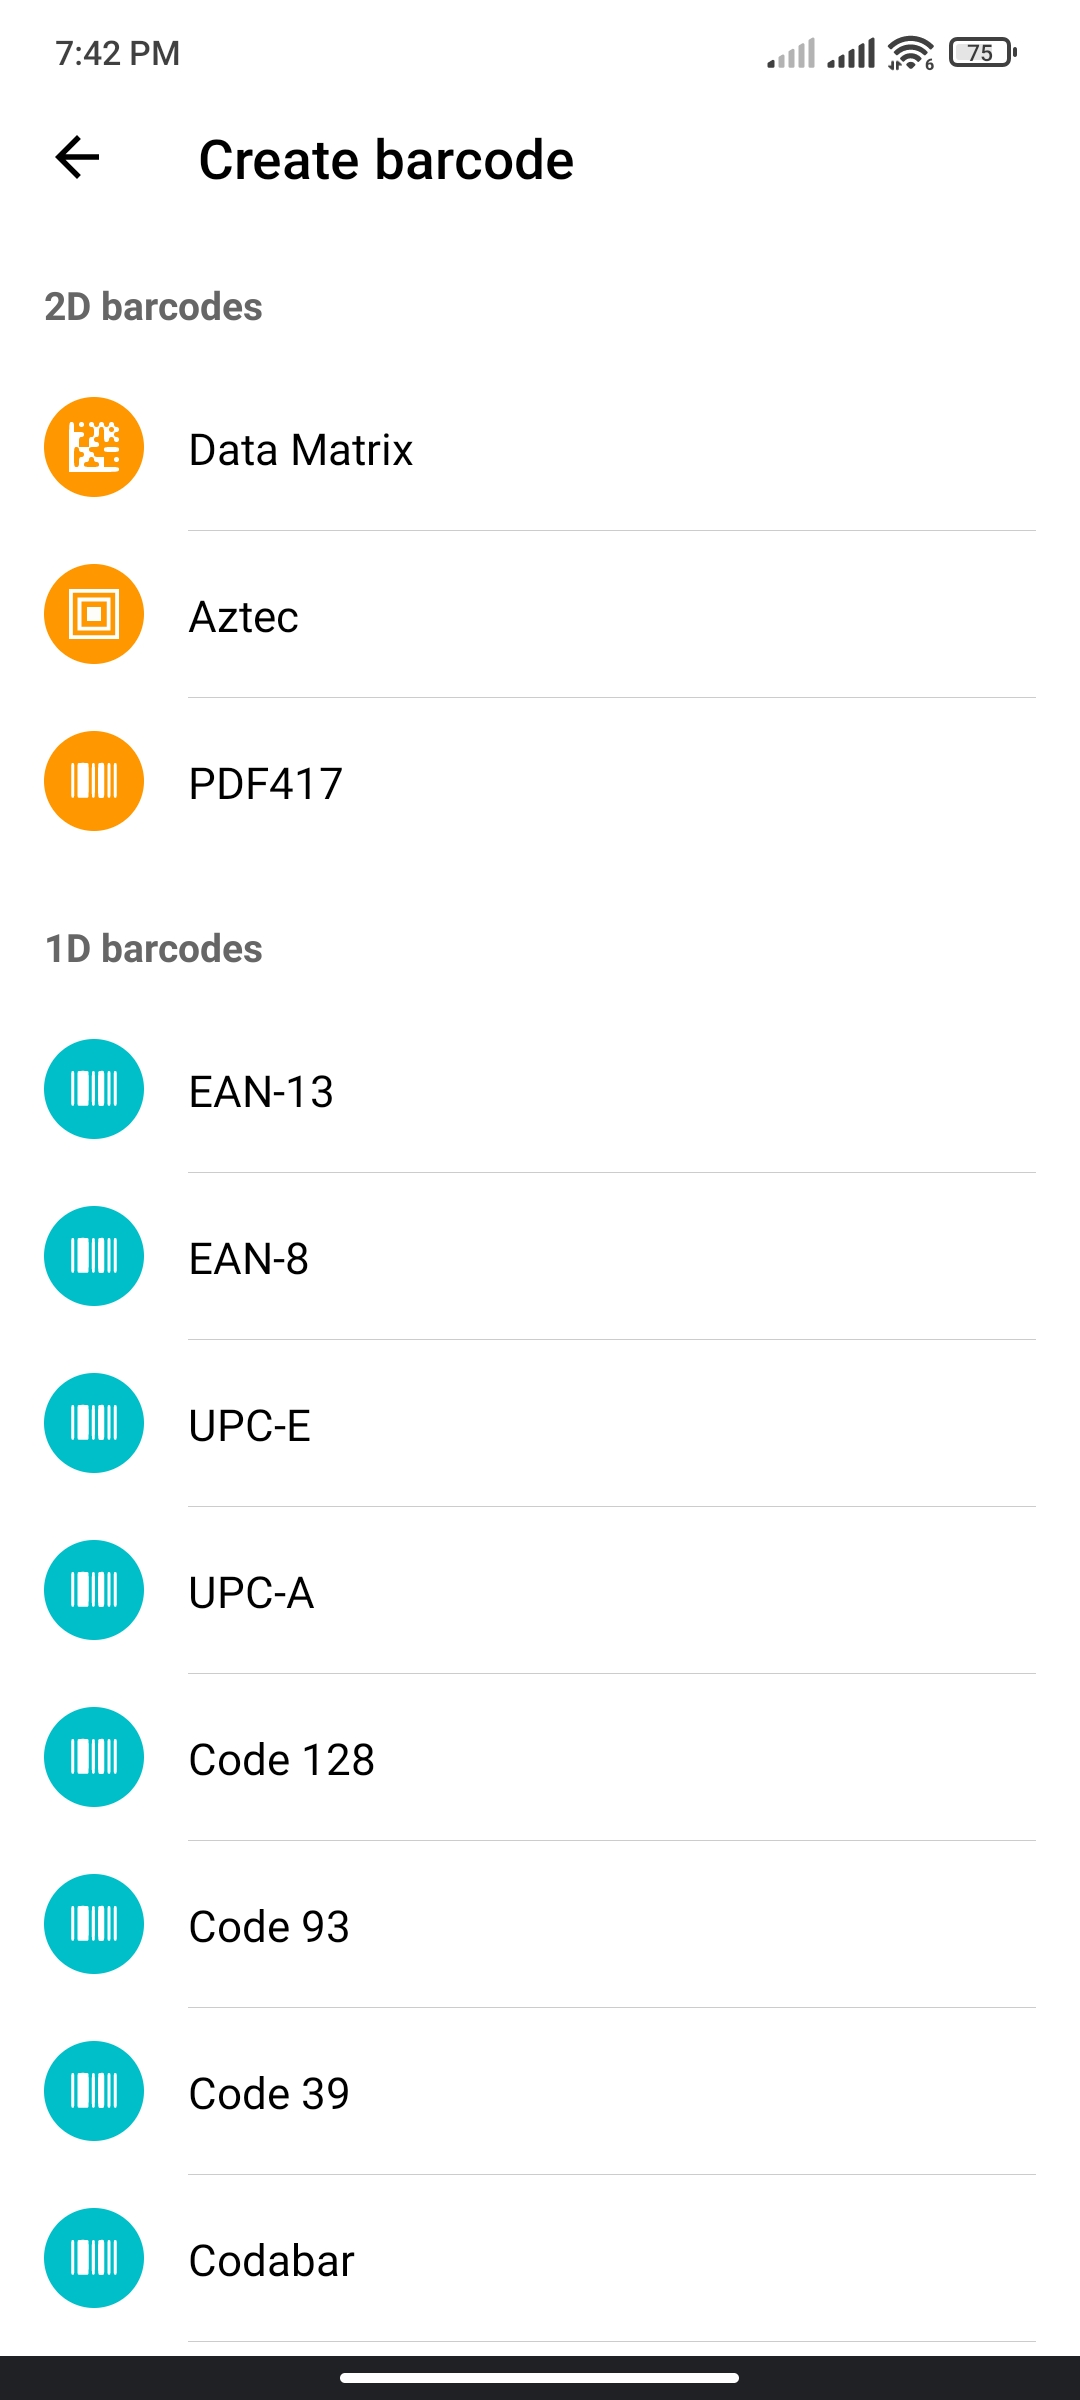 7:42 PM
6
75
Create barcode
2D barcodes
Data Matrix
Aztec
PDF417
1D barcodes
EAN-13
EAN-8
UPC-E
UPC-A
Code 128
Code 93
Code 39
Codabar